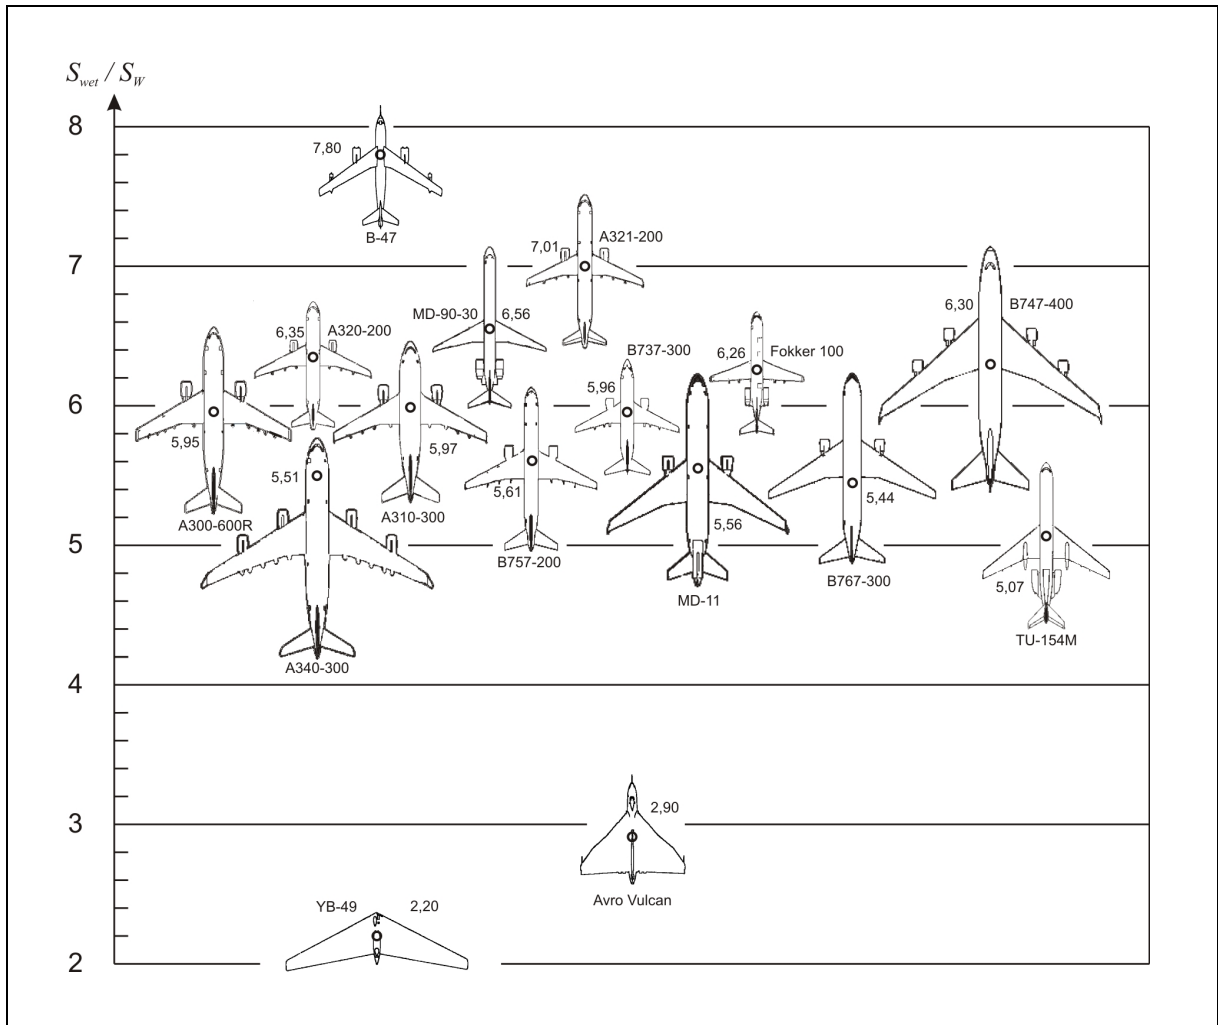 S_wet / S_W
8
7,80
B-47
7,01
A321-200
7
6,30
B747-400
MD-90-30
6,56
6,35
A320-200
B737-300
6,26
Fokker 100
5,96
6
5,95
5,97
5,51
5,61
5,44
A300-600R
A310-300
5,56
5
B757-200
B767-300
5,07
MD-11
TU-154M
A340-300
4
2,90
3
Avro Vulcan
YB-49
2,20
2